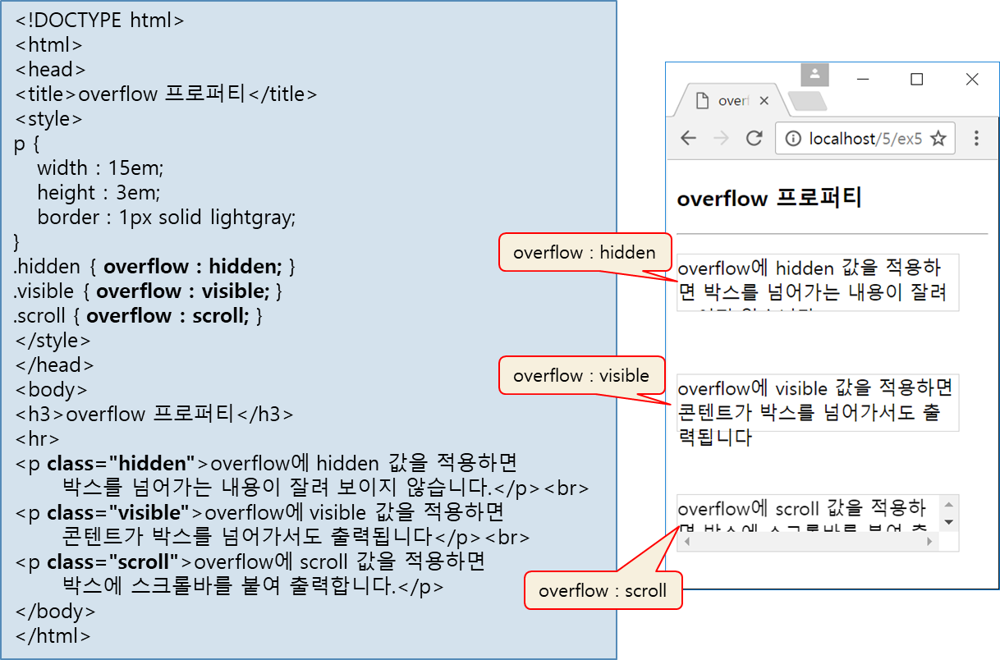 <!DOCTYPE html>
<html>
<head>
<title>overflow 프로퍼티</title>
<style>
p {
width : 15em;
height : 3em;
border : 1px solid lightgray;
}
.hidden { overflow : hidden; }
.visible { overflow : visible; }
.scroll { overflow : scroll; }
</style>
</head>
<body>
<h3>overflow 프로퍼티</h3>
<hr>
<p class="hidden">overflow에 hidden 값을 적용하면
박스를 넘어가는 내용이 잘려 보이지 않습니다.</p><br>
<p class="visible">overflow에 visible 값을 적용하면
콘텐트가 박스를 넘어가서도 출력됩니다</p><br>
<p class="scroll">overflow에 scroll 값을 적용하면
박스에 스크롤바를 붙여 출력합니다.</p>
</body>
</html>
overf
localhost/5/ex5
overflow 프로퍼티
overflow : hidden
overflow에 hidden 값을 적용하
면 박스를 넘어가는 내용이 잘려
overflow : visible
overflow에 visible 값을 적용하면
콘텐트가 박스를 넘어가서도 출
력됩니다
overflow에 scroll 값을 적용하
면 박스에 스크롤바를 붙여 출
overflow : scroll